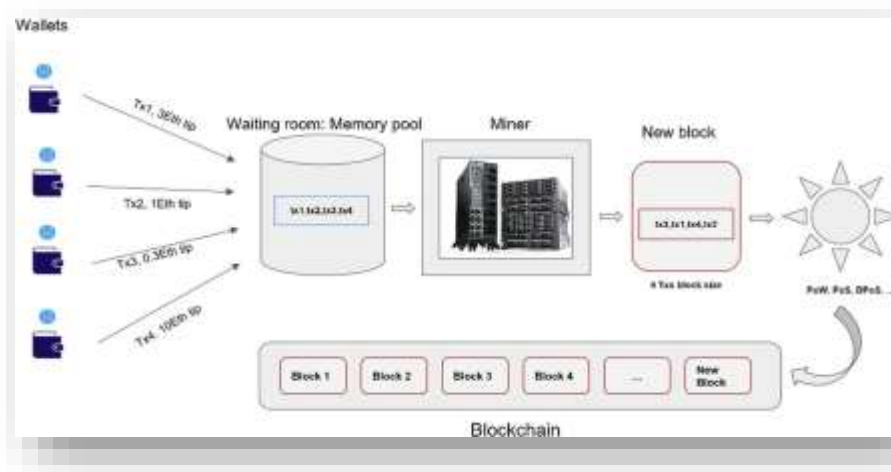 Wallets
Tx1, 3Eth tip
Tx2, 1Eth tip
Tx3, 0.3Eth tip
Tx4, 10Eth tip
Waiting room: Memory pool
tx1,tx2,tx3,tx4
Miner
New block
tx3,tx1,tx4,tx2
4 Txs block size
PoW, PoS, DPoS, ...
Block 1
Block 2
Block 3
Block 4
...
New
Block
Blockchain